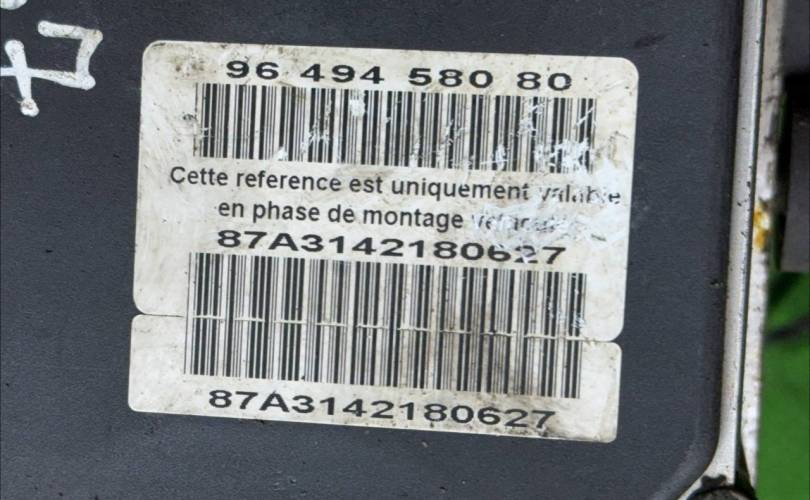 96 494 580 80
Cette reference est uniquement valable
en phase de montage
87A3142180627
87A3142180627